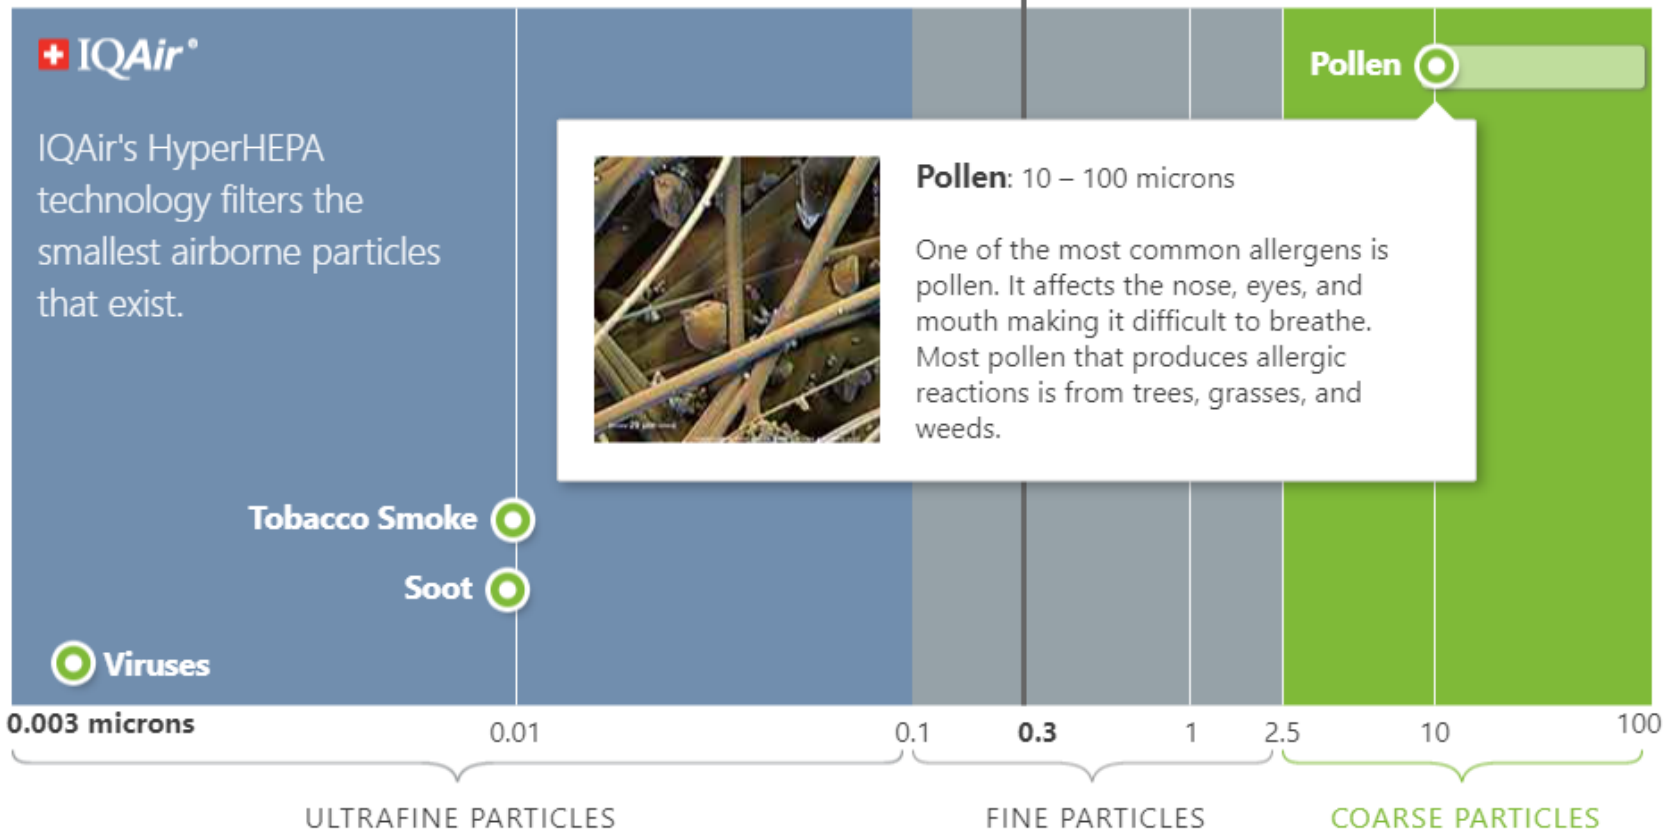 IQAir®
IQAir's HyperHEPA
technology filters the
smallest airborne particles
that exist.
Pollen
Pollen: 10 – 100 microns
One of the most common allergens is
pollen. It affects the nose, eyes, and
mouth making it difficult to breathe.
Most pollen that produces allergic
reactions is from trees, grasses, and
weeds.
Tobacco Smoke
Soot
Viruses
0.003 microns
0.01
0.1
0.3
1
2.5
10
100
ULTRAFINE PARTICLES
FINE PARTICLES
COARSE PARTICLES